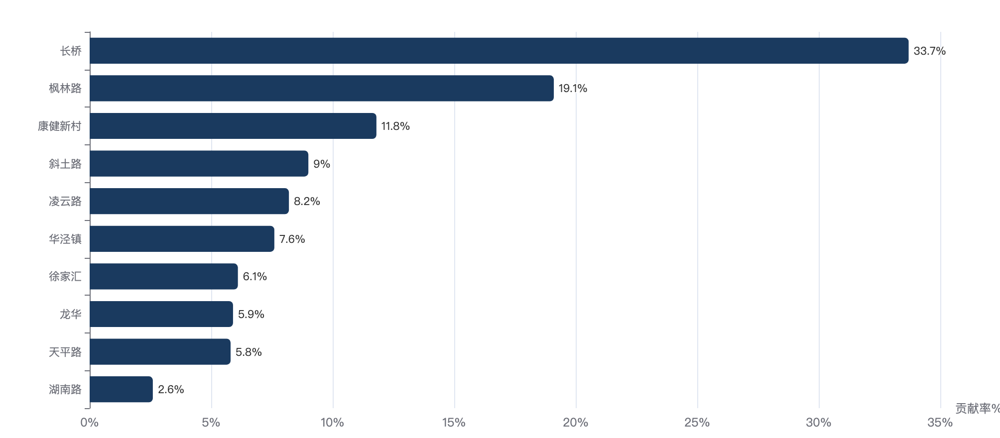 长桥 33.7%
枫林路 19.1%
康健新村 11.8%
斜土路 9%
凌云路 8.2%
华泾镇 7.6%
徐家汇 6.1%
龙华 5.9%
天平路 5.8%
湖南路 2.6%
贡献率%
0% 5% 10% 15% 20% 25% 30% 35%